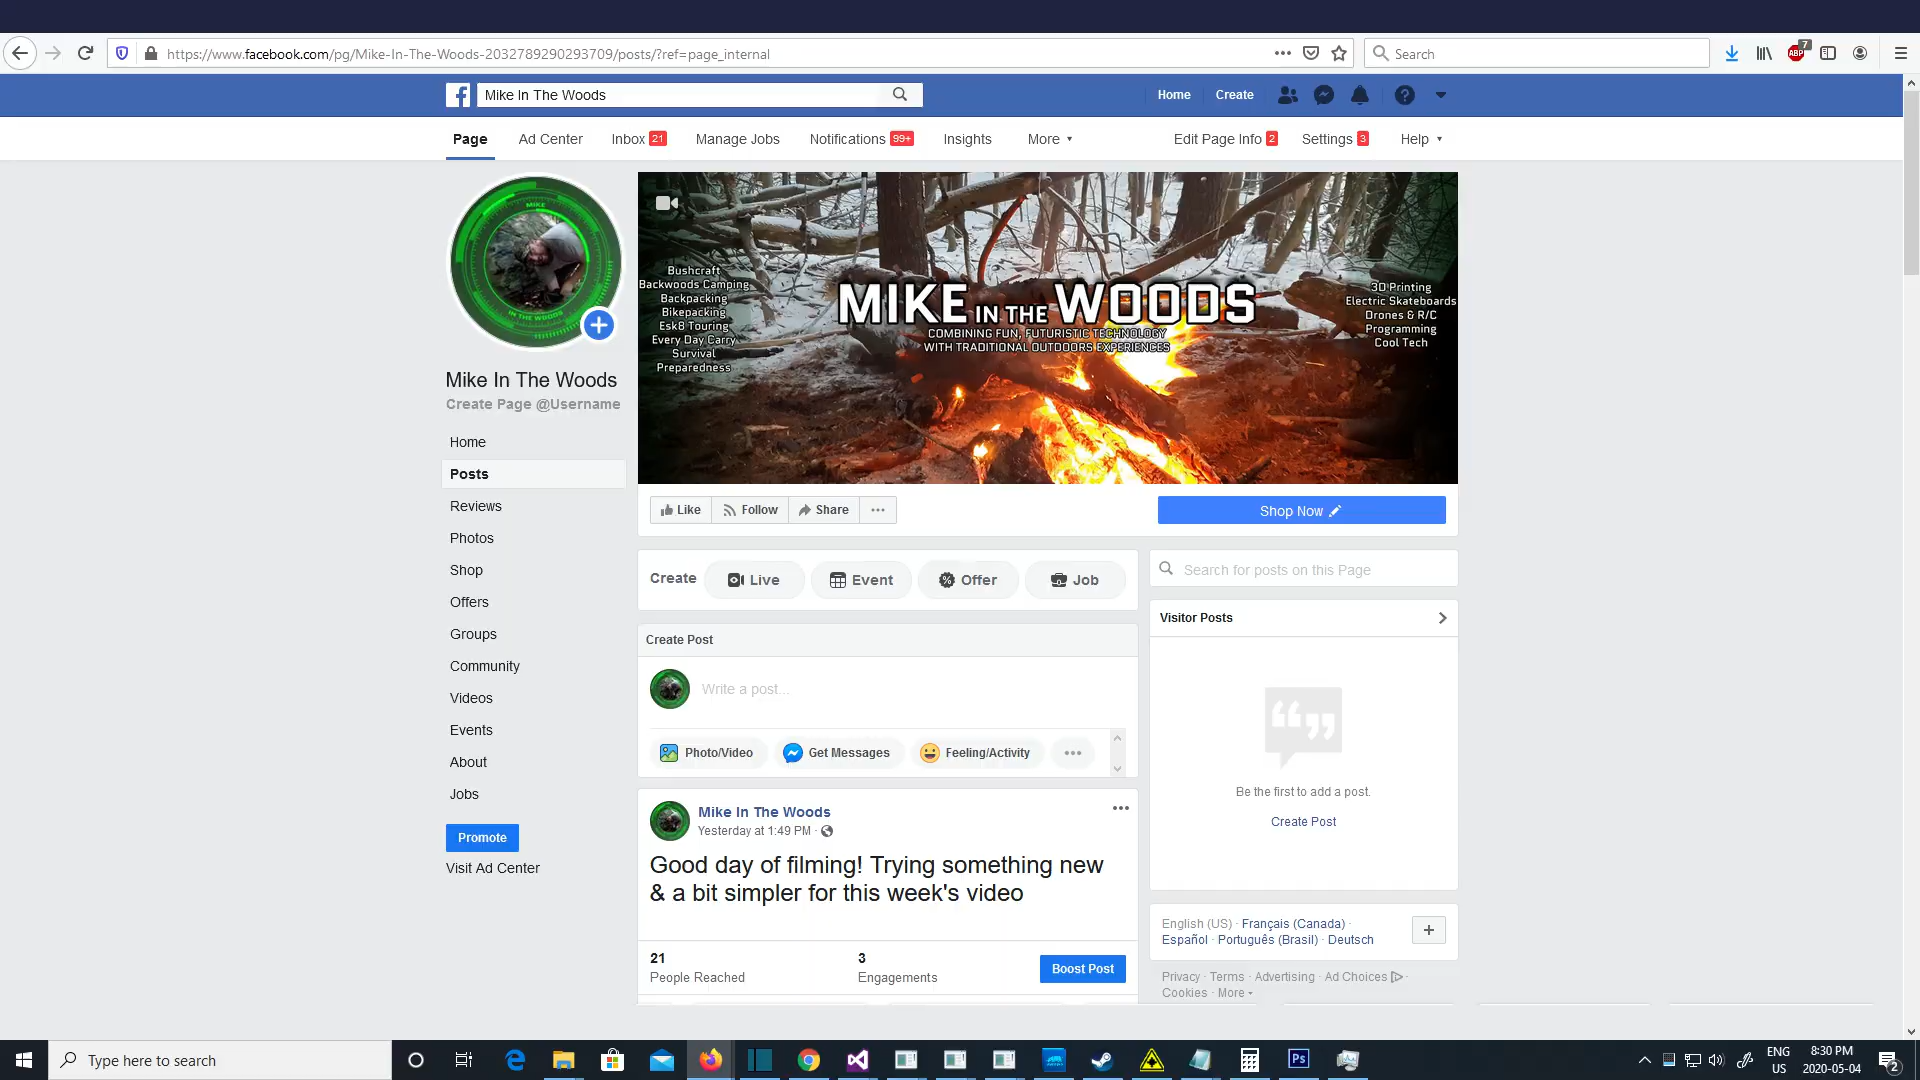 https://www.facebook.com/pg/Mike-In-The-Woods-2032789290293709/posts/?ref=page_internal
Search
ABP
7
Mike In The Woods
Home
Create
Page
Ad Center
Inbox 21
Manage Jobs
Notifications 99+
Insights
More
Edit Page Info 2
Settings 3
Help
MIKE
IN THE WOODS
Bushcraft
Backwoods Camping
Backpacking
Bikepacking
Esk8 Touring
Every Day Carry
Survival
Preparedness
MIKE IN THE WOODS
COMBINING FUN, FUTURISTIC TECHNOLOGY
WITH TRADITIONAL OUTDOORS EXPERIENCES
3D Printing
Electric Skateboards
Drones & R/C
Programming
Cool Tech
Mike In The Woods
Create Page @Username
Home
Posts
Reviews
Photos
Shop
Offers
Groups
Community
Videos
Events
About
Jobs
Promote
Visit Ad Center
Like
Follow
Share
Shop Now
Create
Live
Event
Offer
Job
Create Post
Write a post...
Photo/Video
Get Messages
Feeling/Activity
Mike In The Woods
Yesterday at 1:49 PM ·
Good day of filming! Trying something new
& a bit simpler for this week's video
21
People Reached
3
Engagements
Boost Post
Search for posts on this Page
Visitor Posts
Be the first to add a post.
Create Post
English (US) · Français (Canada) ·
Español · Português (Brasil) · Deutsch
Privacy · Terms · Advertising · Ad Choices ·
Cookies · More
Type here to search
Ps
ENG
US
8:30 PM
2020-05-04
2